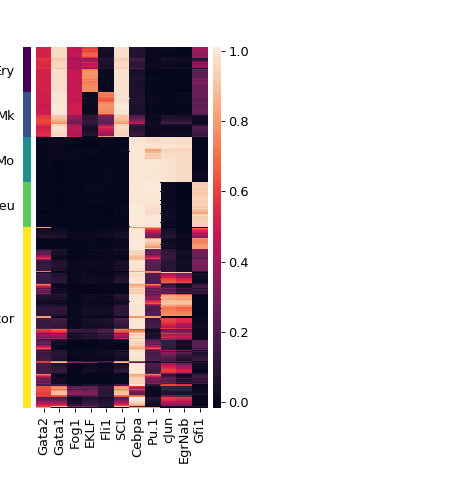 Ery
Mk
Mo
eu
tor
1.0
0.8
0.6
0.4
0.2
0.0
Gata2
Gata1
Fog1
EKLF
Fli1
SCL
Cebpa
Pu.1
cJun
EgrNab
Gfi1